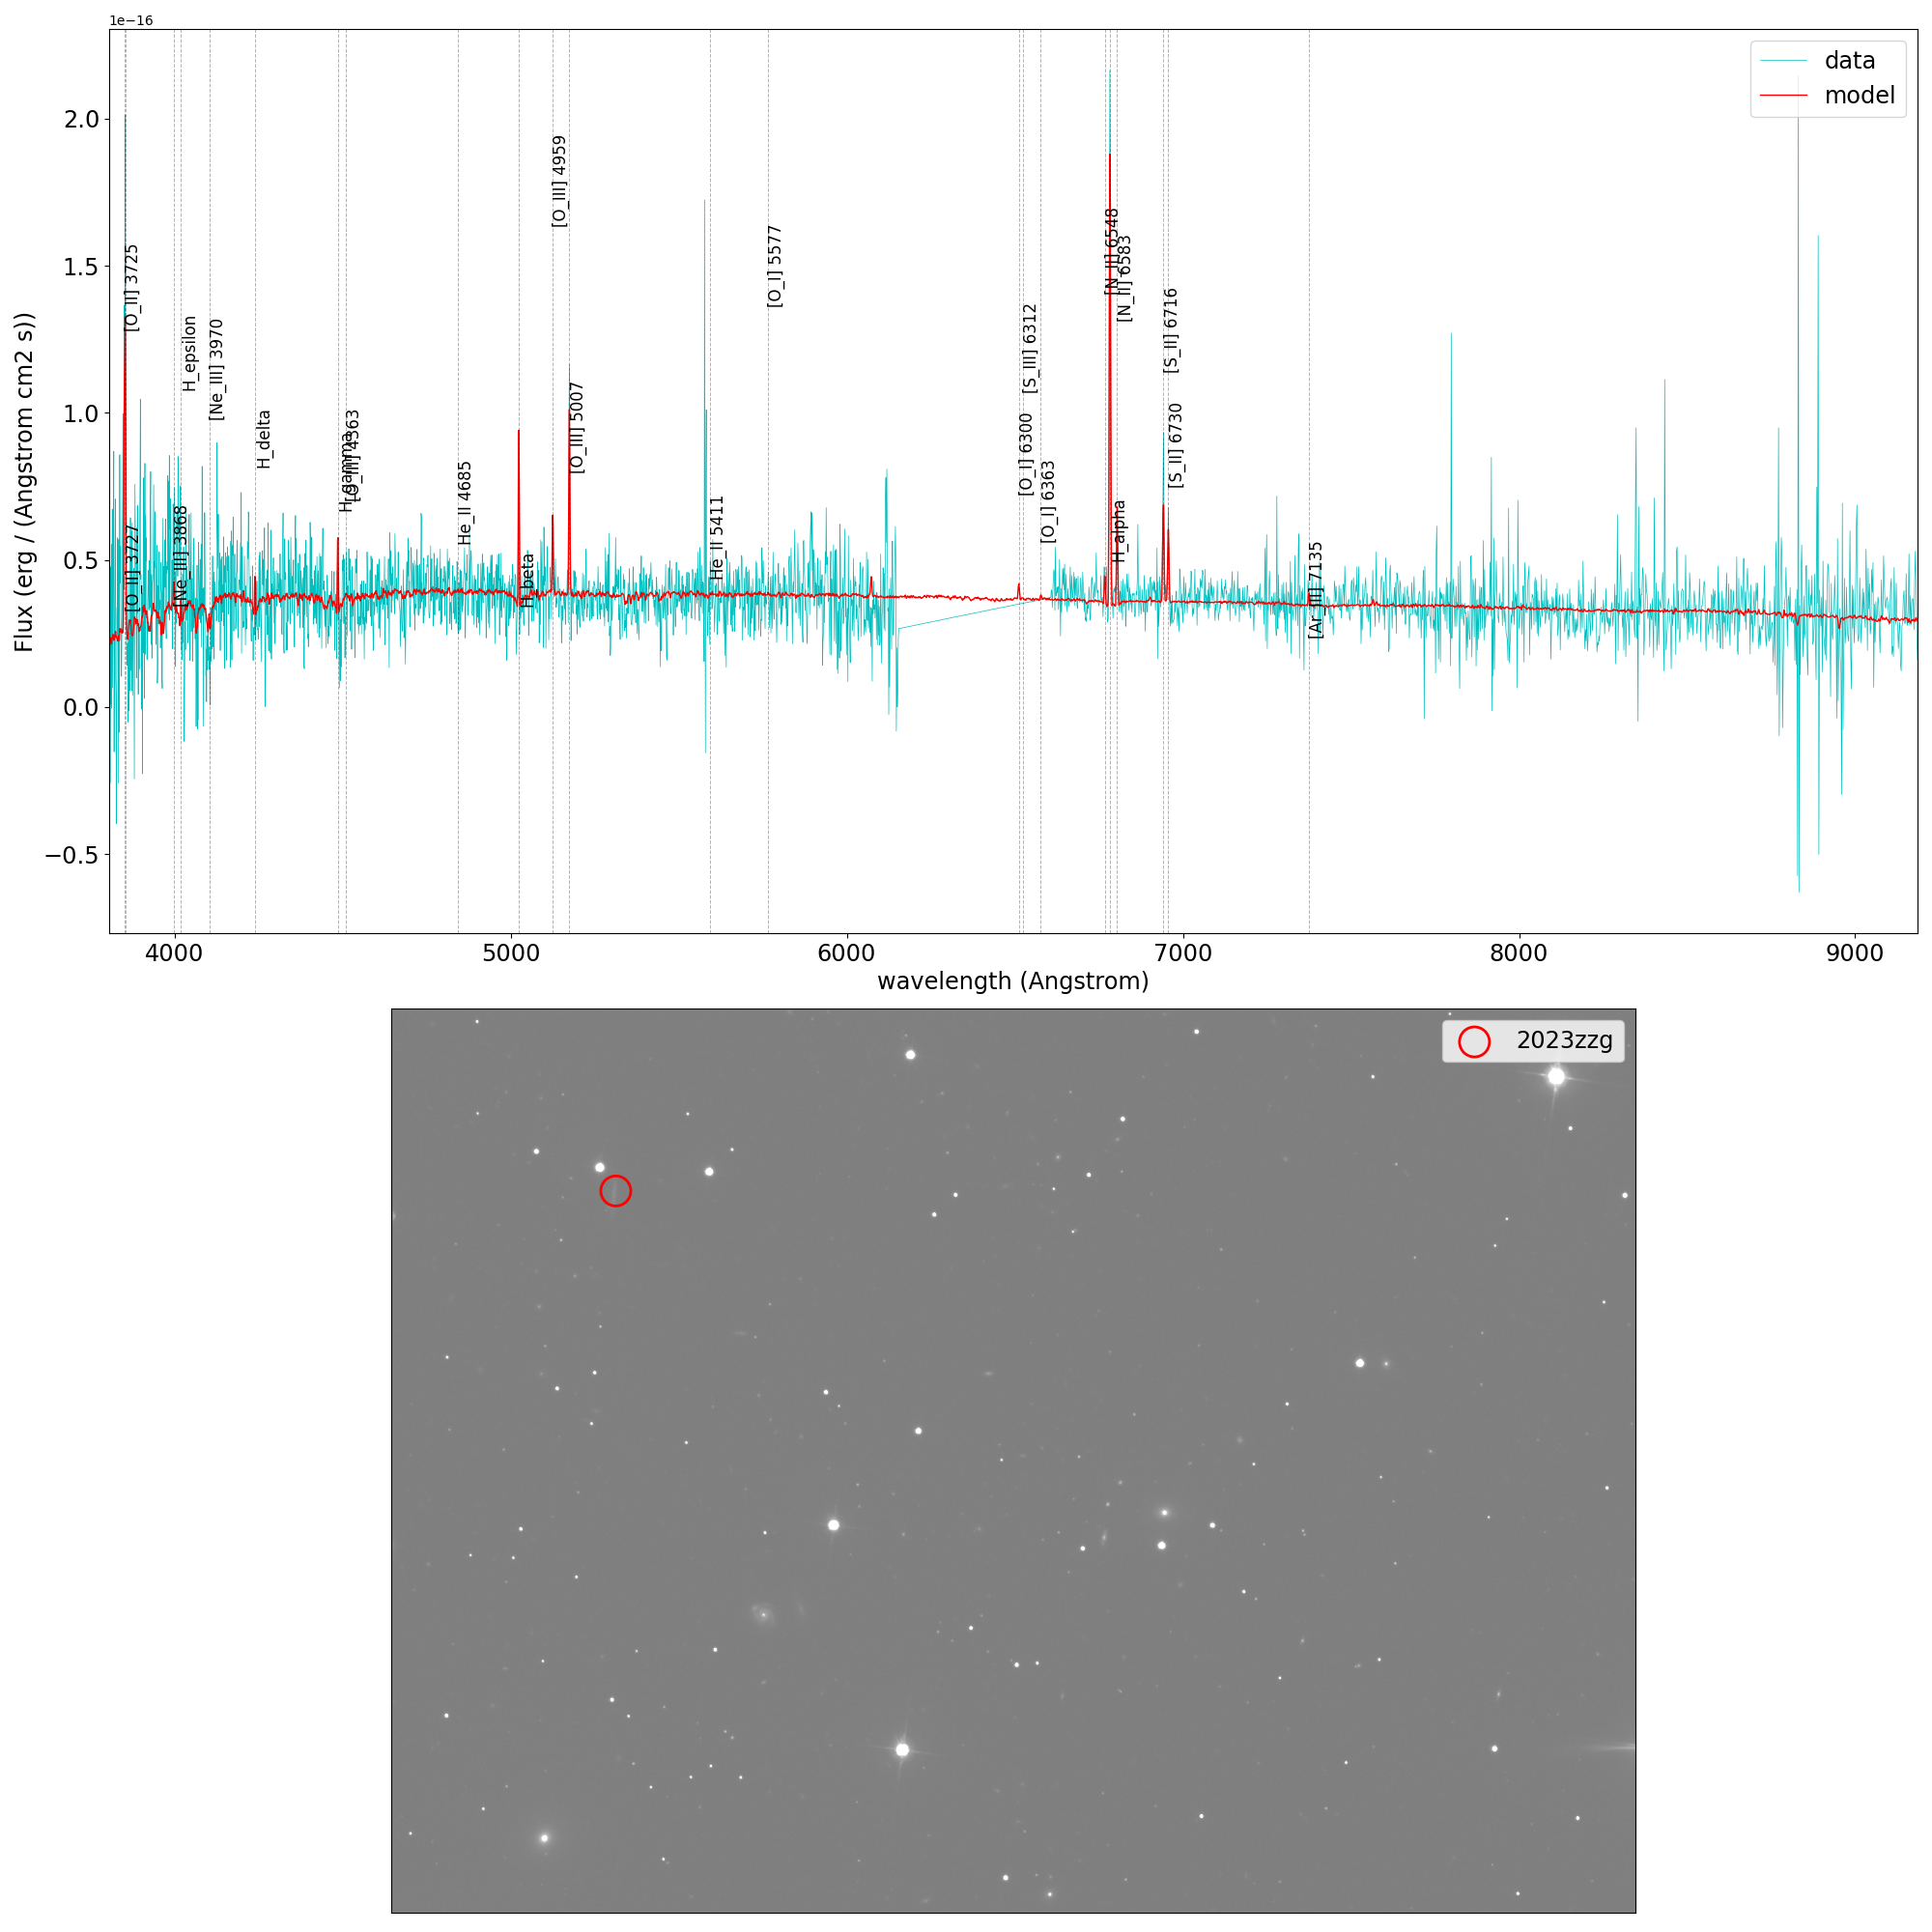 1e−16
data
model
2.0
1.5
1.0
0.5
0.0
−0.5
Flux (erg / (Angstrom cm2 s))
[O_II] 3725
[O_II] 3727
[Ne_III] 3868
H_epsilon
[Ne_III] 3970
H_delta
H_gamma
[O_III] 4363
He_II 4685
H_beta
[O_III] 4959
[O_III] 5007
He_II 5411
[O_I] 5577
[O_I] 6300
[S_III] 6312
[O_I] 6363
[N_II] 6548
H_alpha
[N_II] 6583
[S_II] 6716
[S_II] 6730
[Ar_III] 7135
4000
5000
6000
7000
8000
9000
wavelength (Angstrom)
2023zzg